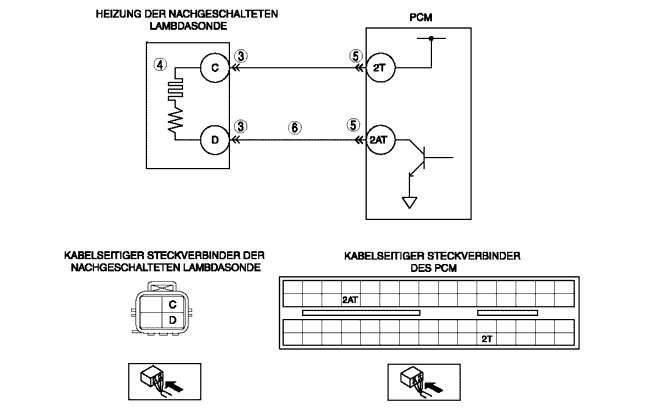 HEIZUNG DER NACHGESCHALTETEN
LAMBDASONDE
PCM
4
C
3
5
2T
D
3
6
5
2AT
KABELSEITIGER STECKVERBINDER DER
NACHGESCHALTETEN LAMBDASONDE
C
D
KABELSEITIGER STECKVERBINDER
DES PCM
2AT
2T